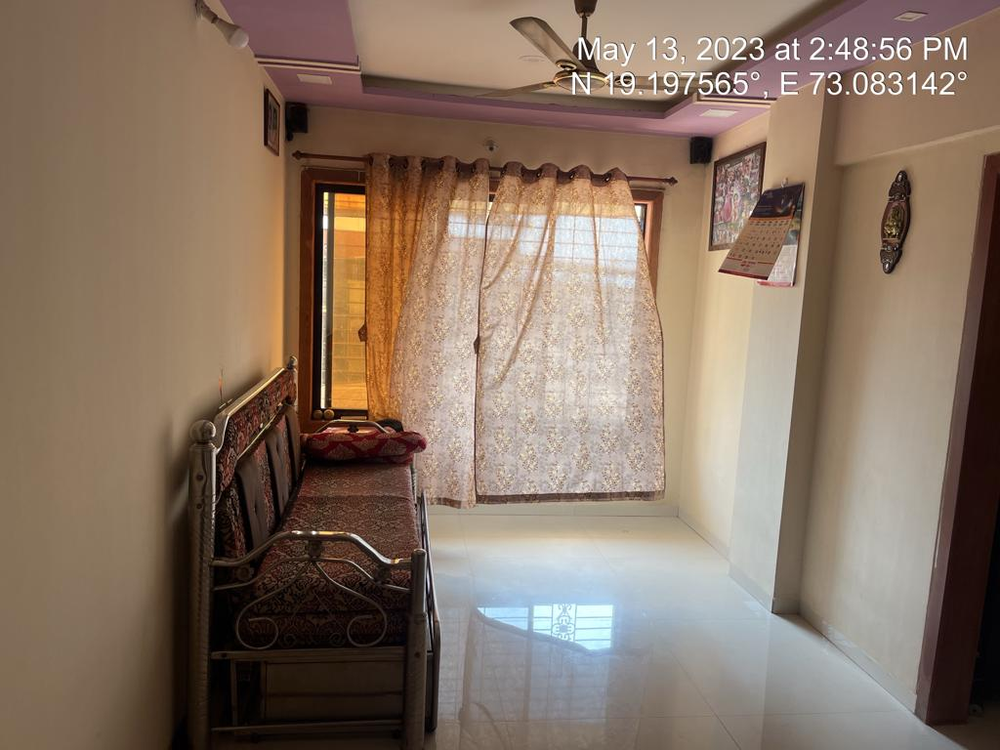 May 13, 2023 at 2:48:56 PM
N 19.197565°, E 73.083142°